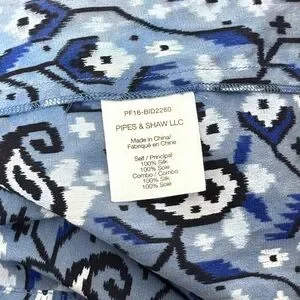 PF16-BID2260
PIPES & SHAW LLC
Made in China/
Fabriqué en Chine
Self / Principal
100% Silk
100% Soie
Combo / Combo
100% Silk
100% Soie